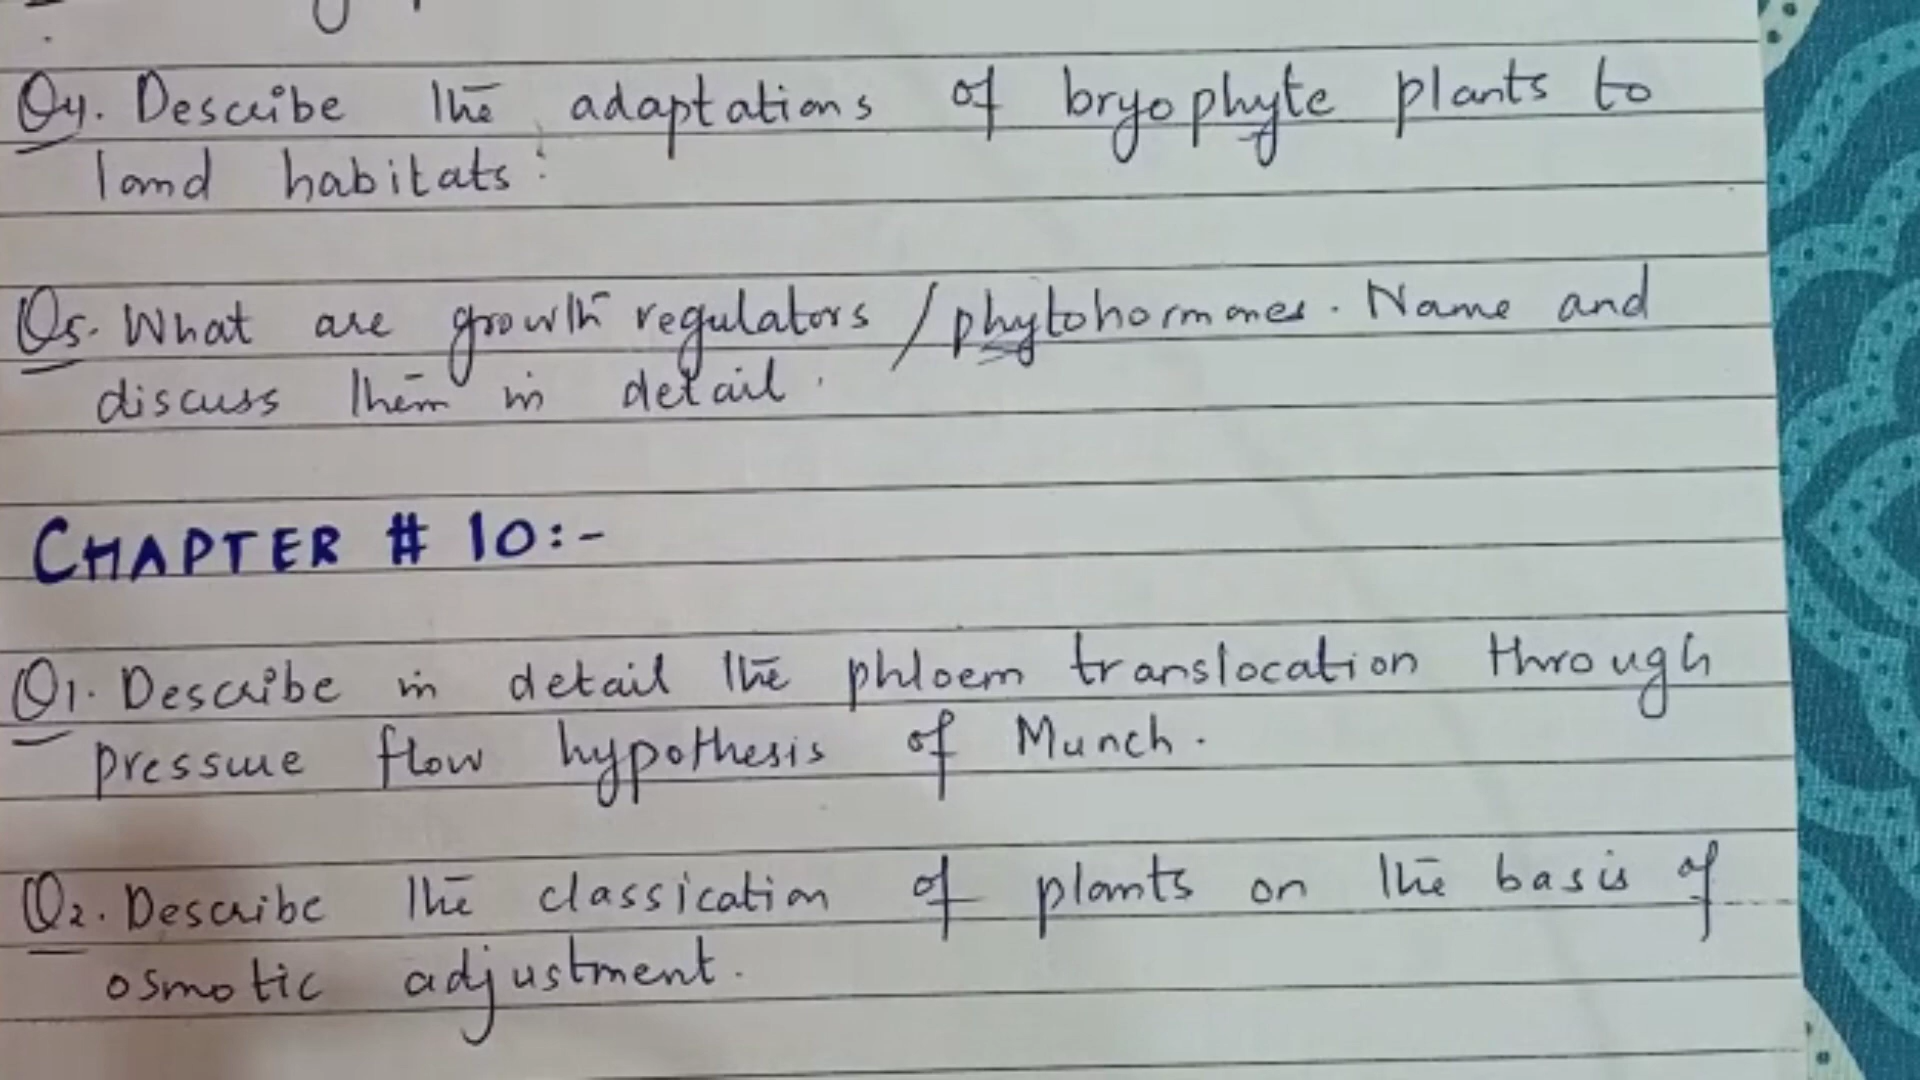 Q4. Describe the adaptations of bryophyte plants to
land habitats:
Q5. What are growth regulators / phytohormones. Name and
discuss them in detail.
CHAPTER # 10:-
Q1. Describe in detail the phloem translocation through
pressure flow hypothesis of Munch.
Q2. Describe the classication of plants on the basis of
osmotic adjustment.